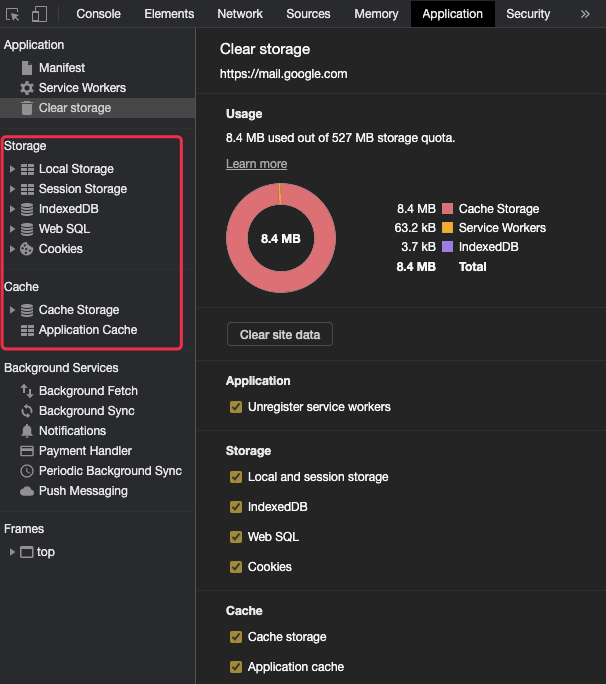 Console Elements Network Sources Memory Application Security »
Application
Manifest
Service Workers
Clear storage
Storage
Local Storage
Session Storage
IndexedDB
Web SQL
Cookies
Cache
Cache Storage
Application Cache
Background Services
Background Fetch
Background Sync
Notifications
Payment Handler
Periodic Background Sync
Push Messaging
Frames
top
Clear storage
https://mail.google.com
Usage
8.4 MB used out of 527 MB storage quota.
Learn more
8.4 MB
8.4 MB Cache Storage
63.2 kB Service Workers
3.7 kB IndexedDB
8.4 MB Total
Clear site data
Application
Unregister service workers
Storage
Local and session storage
IndexedDB
Web SQL
Cookies
Cache
Cache storage
Application cache